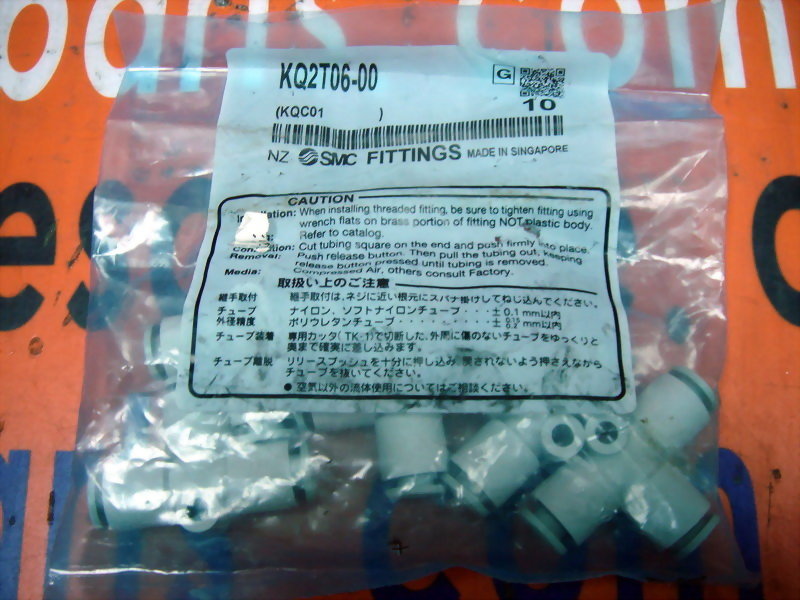 parts com
KQ2T06-00
G
10
(KQC01 )
NZ SMC FITTINGS MADE IN SINGAPORE
CAUTION
When installing threaded fitting, be sure to tighten fitting using
wrench flats on brass portion of fitting NOT plastic body.
Refer to catalog.
Cut tubing square on the end and push firmly into place.
Removal: Push release button. Then pull the tubing out, keeping
release button pressed until tubing is removed.
Media: Compressed Air, others consult Factory.
取扱い上のご注意
継手取付 継手取付は、ネジに近い根元にスパナ掛けしてねじ込んでください。
チューブ ナイロン、ソフトナイロンチューブ・・・±0.1mm以内
外径精度 ポリウレタンチューブ・・・・・・・・ mm以内
チューブ装着 専用カッタ(TK-1)で切断した、外周に傷のないチューブをゆっくりと
奥まで確実に差し込みます。
チューブ離脱 リリースブッシュを十分に押し込み、戻されないよう押さえながら
チューブを抜いてください。
●空気以外の流体使用についてはご相談ください。